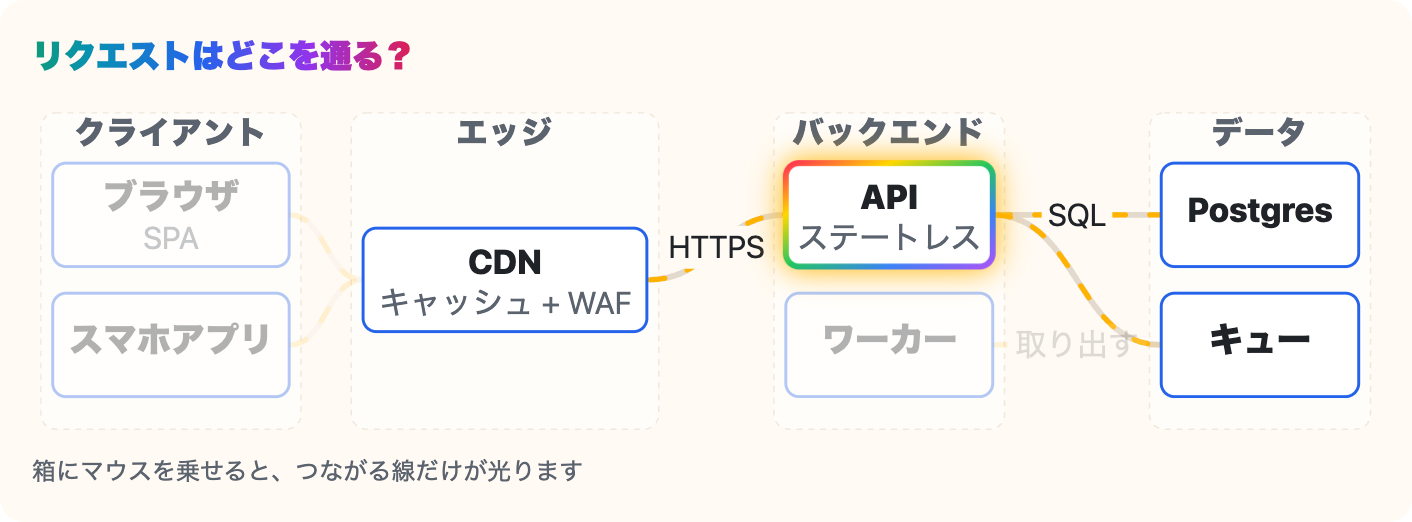 リクエストはどこを通る？
クライアント
ブラウザ
SPA
スマホアプリ
エッジ
CDN
キャッシュ + WAF
HTTPS
バックエンド
API
ステートレス
ワーカー
SQL
取り出す
データ
Postgres
キュー
箱にマウスを乗せると、つながる線だけが光ります